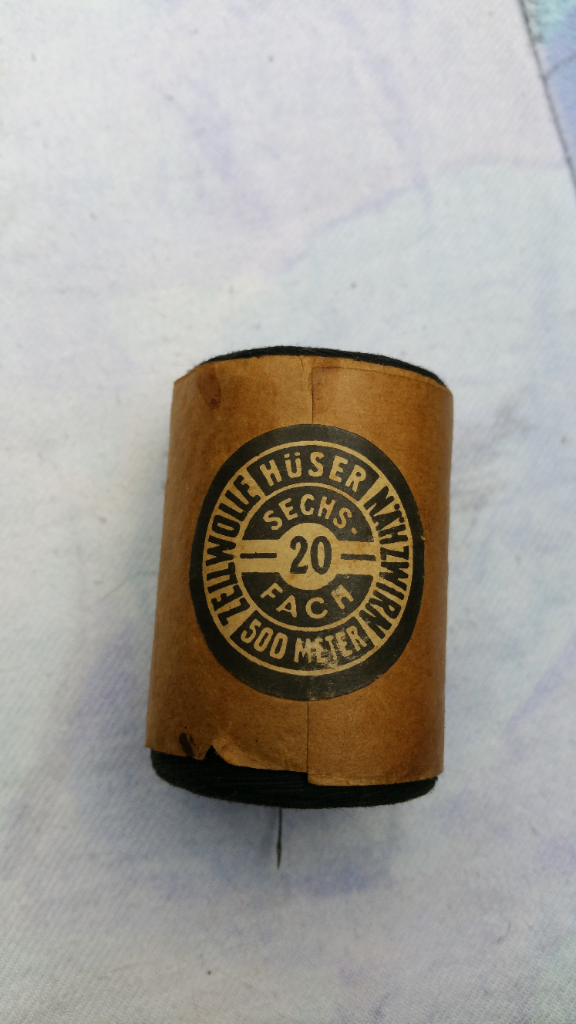 HÜSER
ZELLWOLLE
NÄHZWIRN
SECHS-
20
FACH
500 METER